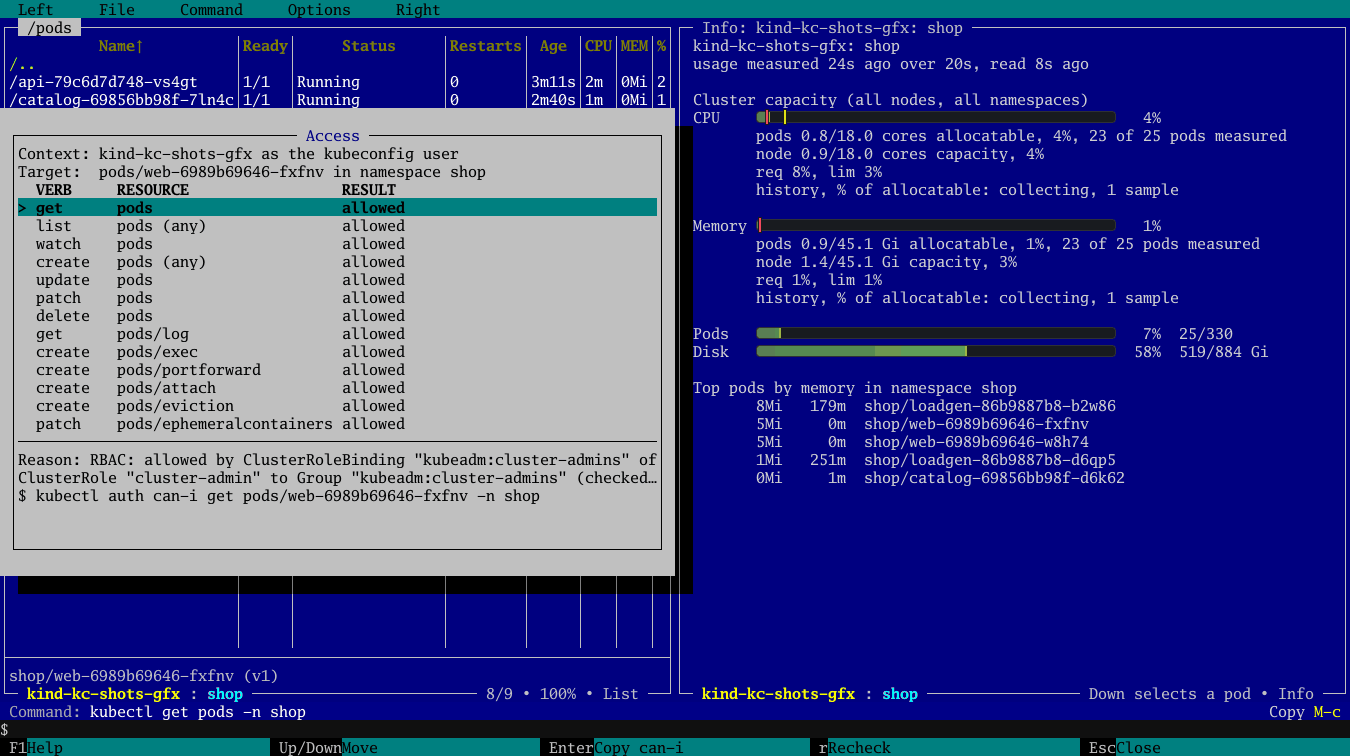 Left File Command Options Right
/pods
Name↑ Ready Status Restarts Age CPU MEM %
/..
/api-79c6d7d748-vs4gt 1/1 Running 0 3m11s 2m 0Mi 2
/catalog-69856bb98f-7ln4c 1/1 Running 0 2m40s 1m 0Mi 1
Access
Context: kind-kc-shots-gfx as the kubeconfig user
Target: pods/web-6989b69646-fxfnv in namespace shop
VERB RESOURCE RESULT
> get pods allowed
list pods (any) allowed
watch pods allowed
create pods (any) allowed
update pods allowed
patch pods allowed
delete pods allowed
get pods/log allowed
create pods/exec allowed
create pods/portforward allowed
create pods/attach allowed
create pods/eviction allowed
patch pods/ephemeralcontainers allowed
Reason: RBAC: allowed by ClusterRoleBinding "kubeadm:cluster-admins" of
ClusterRole "cluster-admin" to Group "kubeadm:cluster-admins" (checked…
$ kubectl auth can-i get pods/web-6989b69646-fxfnv -n shop
shop/web-6989b69646-fxfnv (v1)
kind-kc-shots-gfx : shop 8/9 • 100% • List
Info: kind-kc-shots-gfx: shop
kind-kc-shots-gfx: shop
usage measured 24s ago over 20s, read 8s ago
Cluster capacity (all nodes, all namespaces)
CPU 4%
pods 0.8/18.0 cores allocatable, 4%, 23 of 25 pods measured
node 0.9/18.0 cores capacity, 4%
req 8%, lim 3%
history, % of allocatable: collecting, 1 sample
Memory 1%
pods 0.9/45.1 Gi allocatable, 1%, 23 of 25 pods measured
node 1.4/45.1 Gi capacity, 3%
req 1%, lim 1%
history, % of allocatable: collecting, 1 sample
Pods 7% 25/330
Disk 58% 519/884 Gi
Top pods by memory in namespace shop
8Mi 179m shop/loadgen-86b9887b8-b2w86
5Mi 0m shop/web-6989b69646-fxfnv
5Mi 0m shop/web-6989b69646-w8h74
1Mi 251m shop/loadgen-86b9887b8-d6qp5
0Mi 1m shop/catalog-69856bb98f-d6k62
kind-kc-shots-gfx : shop Down selects a pod • Info
Command: kubectl get pods -n shop Copy M-c
$
F1Help Up/DownMove EnterCopy can-i rRecheck EscClose